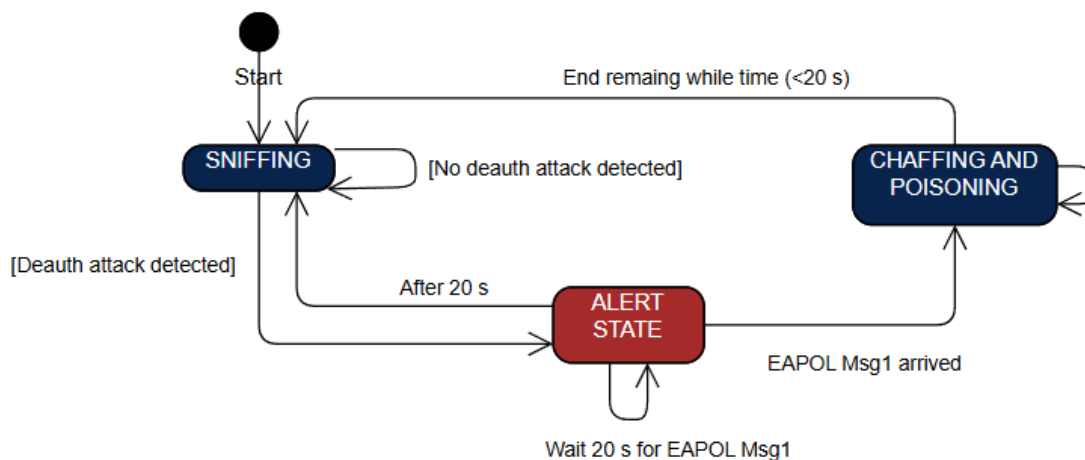 Start
End remaing while time (<20 s)
SNIFFING
[No deauth attack detected]
CHAFFING AND
POISONING
[Deauth attack detected]
After 20 s
ALERT
STATE
EAPOL Msg1 arrived
Wait 20 s for EAPOL Msg1